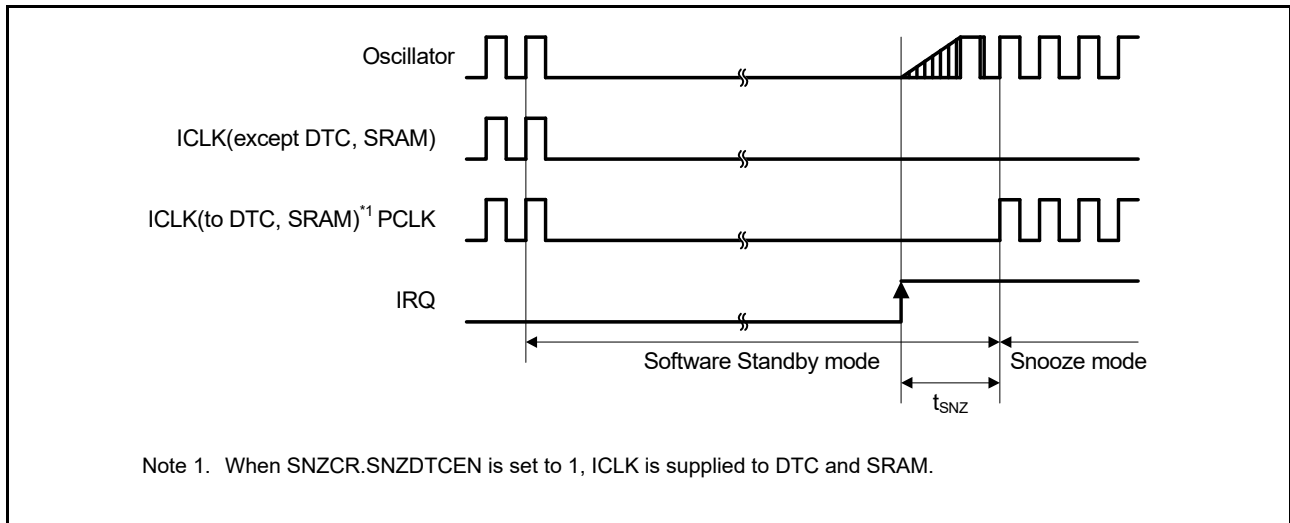 Oscillator
ICLK(except DTC, SRAM)
ICLK(to DTC, SRAM)*1 PCLK
IRQ
Software Standby mode
Snooze mode
tSNZ
Note 1. When SNZCR.SNZDTCEN is set to 1, ICLK is supplied to DTC and SRAM.